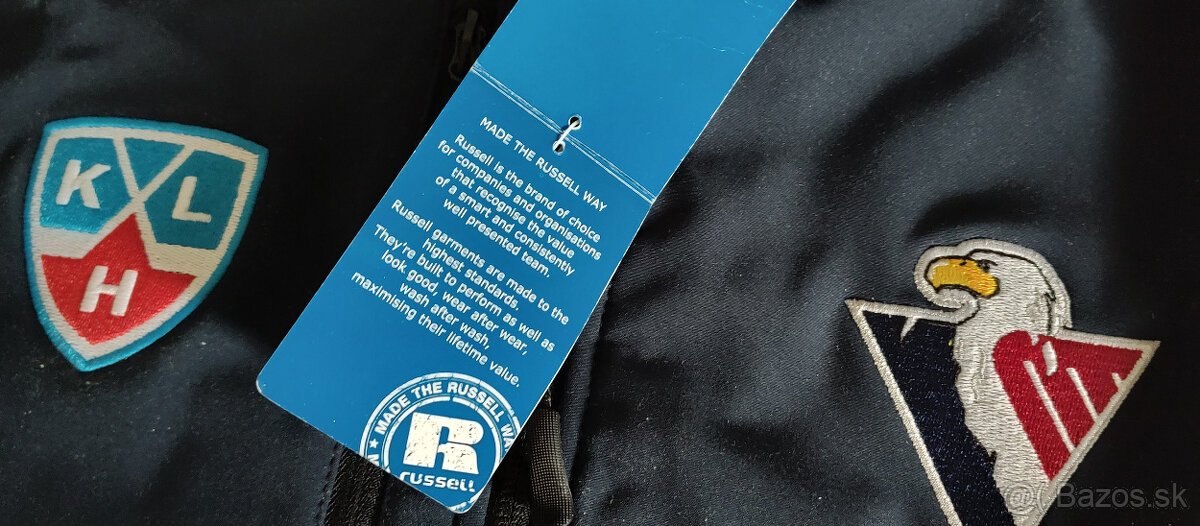 K L
H
MADE THE RUSSELL WAY
Russell is the brand of choice
for companies and organisations
that recognise the value
of a smart and consistently
well presented team.
Russell garments are made to the
highest standards.
They're built to perform as well as
look good, wear after wear,
wash after wash,
maximising their lifetime value.
★ MADE THE RUSSELL WAY
R
russell
Bazos.sk